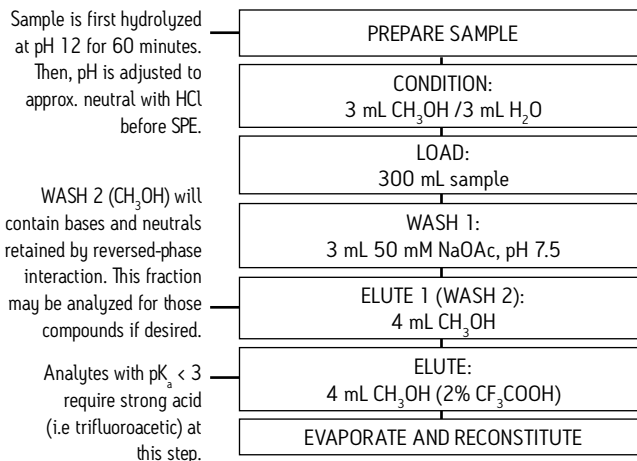 Sample is first hydrolyzed
at pH 12 for 60 minutes.
Then, pH is adjusted to
approx. neutral with HCl
before SPE.
PREPARE SAMPLE
CONDITION:
3 mL CH₃OH /3 mL H₂O
LOAD:
300 mL sample
WASH 1:
3 mL 50 mM NaOAc, pH 7.5
WASH 2 (CH₃OH) will
contain bases and neutrals
retained by reversed-phase
interaction. This fraction
may be analyzed for those
compounds if desired.
ELUTE 1 (WASH 2):
4 mL CH₃OH
Analytes with pKₐ < 3
require strong acid
(i.e trifluoroacetic) at
this step.
ELUTE:
4 mL CH₃OH (2% CF₃COOH)
EVAPORATE AND RECONSTITUTE